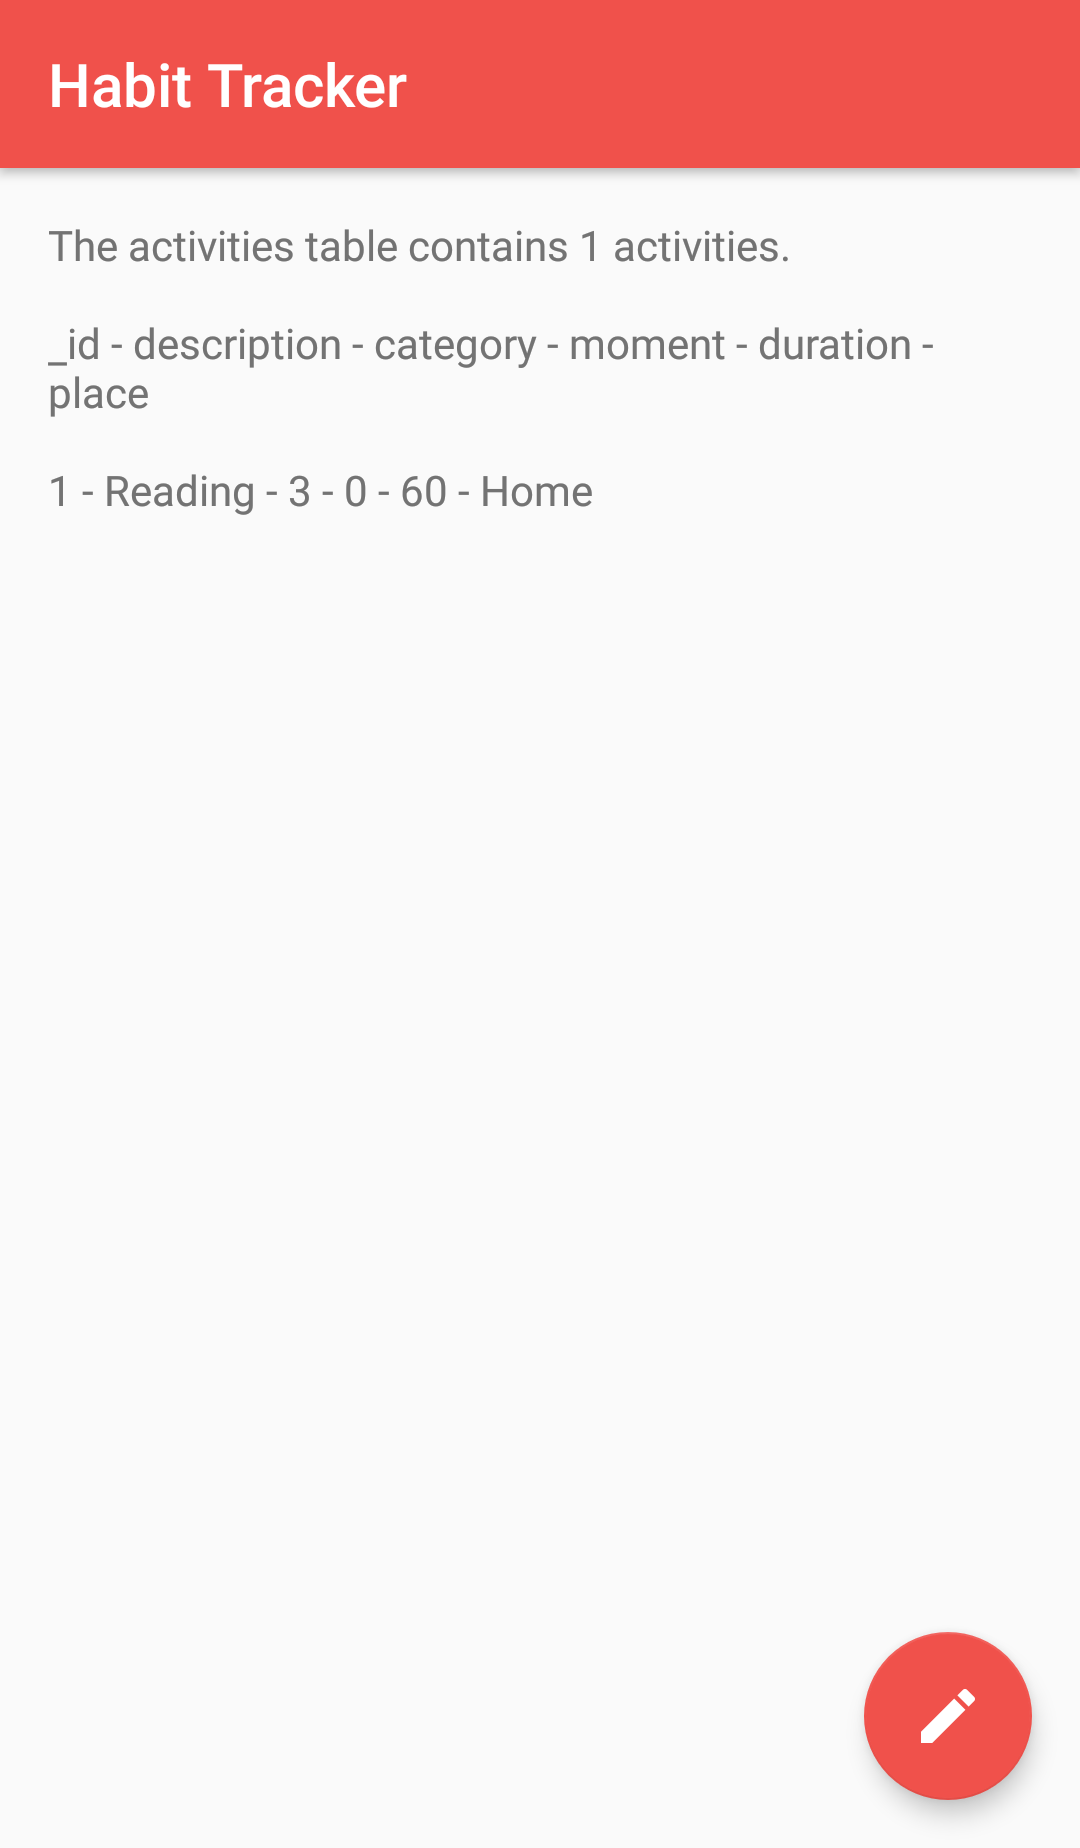 Habit Tracker
The activities table contains 1 activities.
_id - description - category - moment - duration -
place
1 - Reading - 3 - 0 - 60 - Home